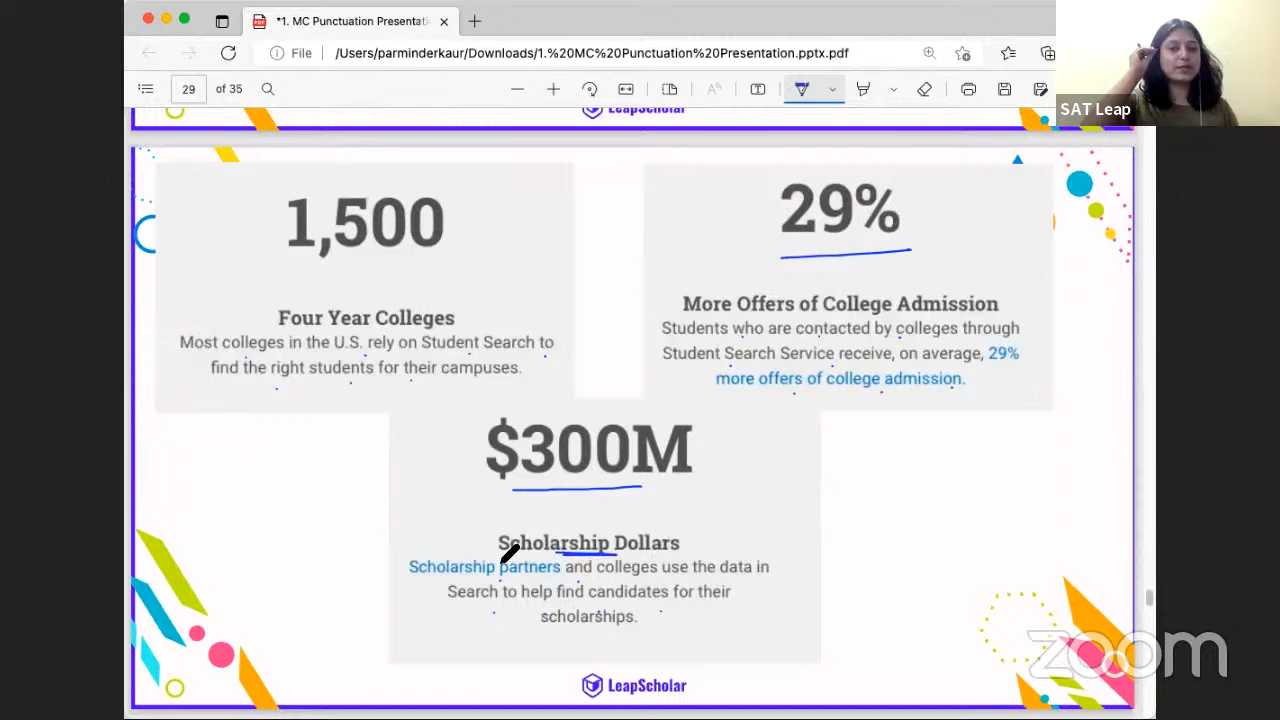 *1. MC Punctuation Presentati
File
/Users/parminderkaur/Downloads/1.%20MC%20Punctuation%20Presentation.pptx.pdf
29
of 35
SAT Leap
LeapScholar
1,500
Four Year Colleges
Most colleges in the U.S. rely on Student Search to
find the right students for their campuses.
29%
More Offers of College Admission
Students who are contacted by colleges through
Student Search Service receive, on average, 29%
more offers of college admission.
$300M
Scholarship Dollars
Scholarship partners and colleges use the data in
Search to help find candidates for their
scholarships.
LeapScholar
zoom